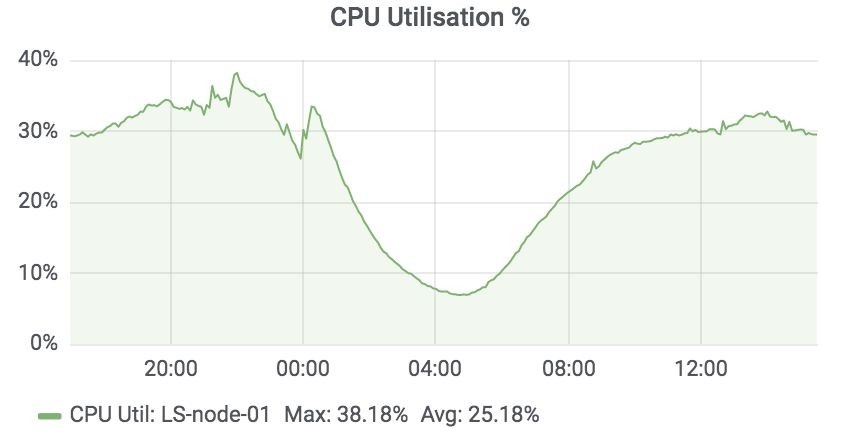 CPU Utilisation %
40%
30%
20%
10%
0%
20:00 00:00 04:00 08:00 12:00
CPU Util: LS-node-01 Max: 38.18% Avg: 25.18%